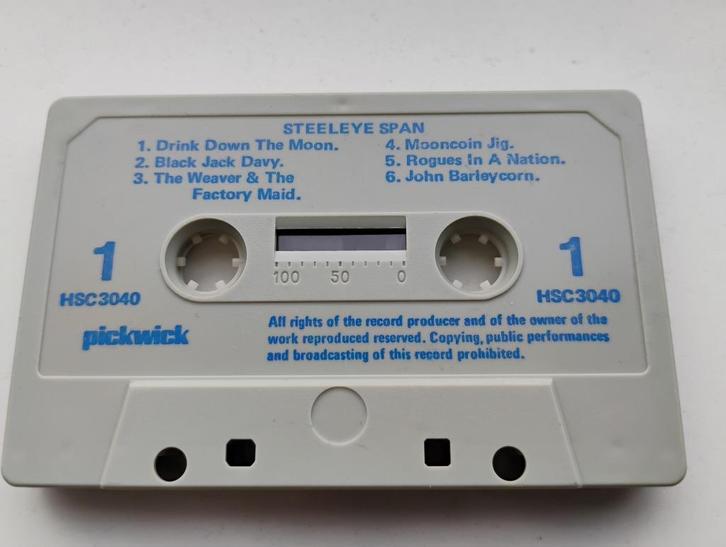 STEELEYE SPAN
1. Drink Down The Moon.
2. Black Jack Davy.
3. The Weaver & The
Factory Maid.
4. Mooncoin Jig.
5. Rogues In A Nation.
6. John Barleycorn.
1
HSC3040
100 50 0
1
HSC3040
pickwick
All rights of the record producer and of the owner of the
work reproduced reserved. Copying, public performances
and broadcasting of this record prohibited.